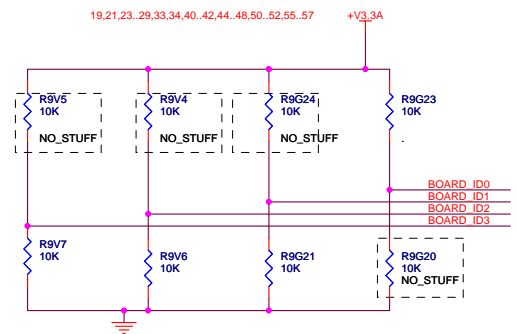 19,21,23..29,33,34,40..42,44..48,50..52,55..57 +V3.3A
R9V5 R9V4 R9G24 R9G23
10K 10K 10K 10K
NO_STUFF NO_STUFF NO_STUFF .
BOARD_ID0
BOARD_ID1
BOARD_ID2
BOARD_ID3
R9V7 R9V6 R9G21 R9G20
10K 10K 10K 10K
NO_STUFF